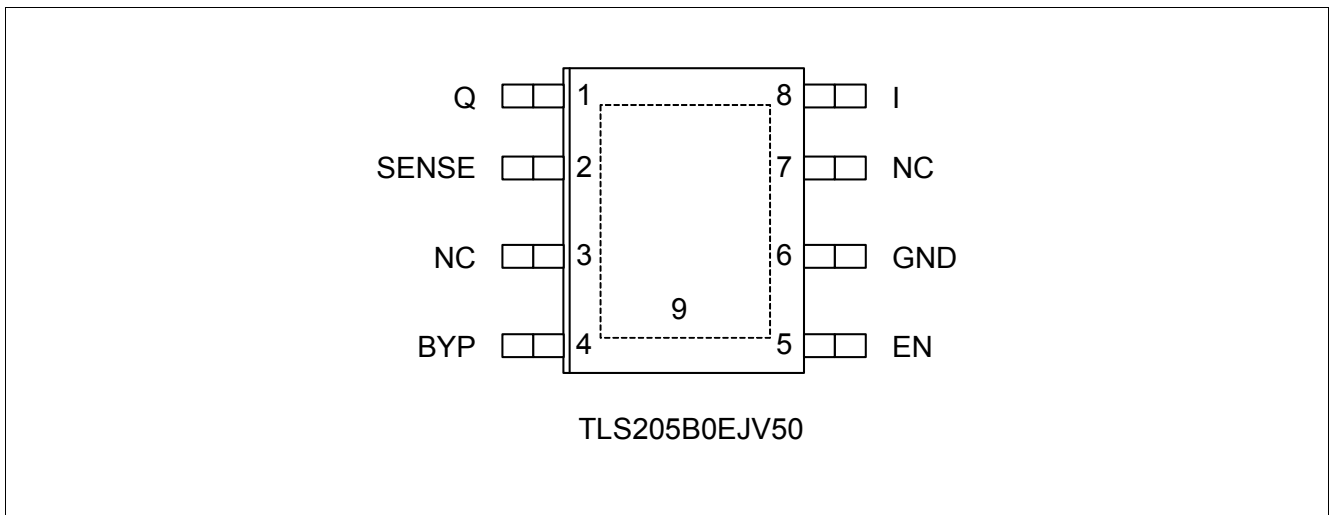 Q 1 8 I
SENSE 2 7 NC
NC 3 6 GND
9
BYP 4 5 EN
TLS205B0EJV50